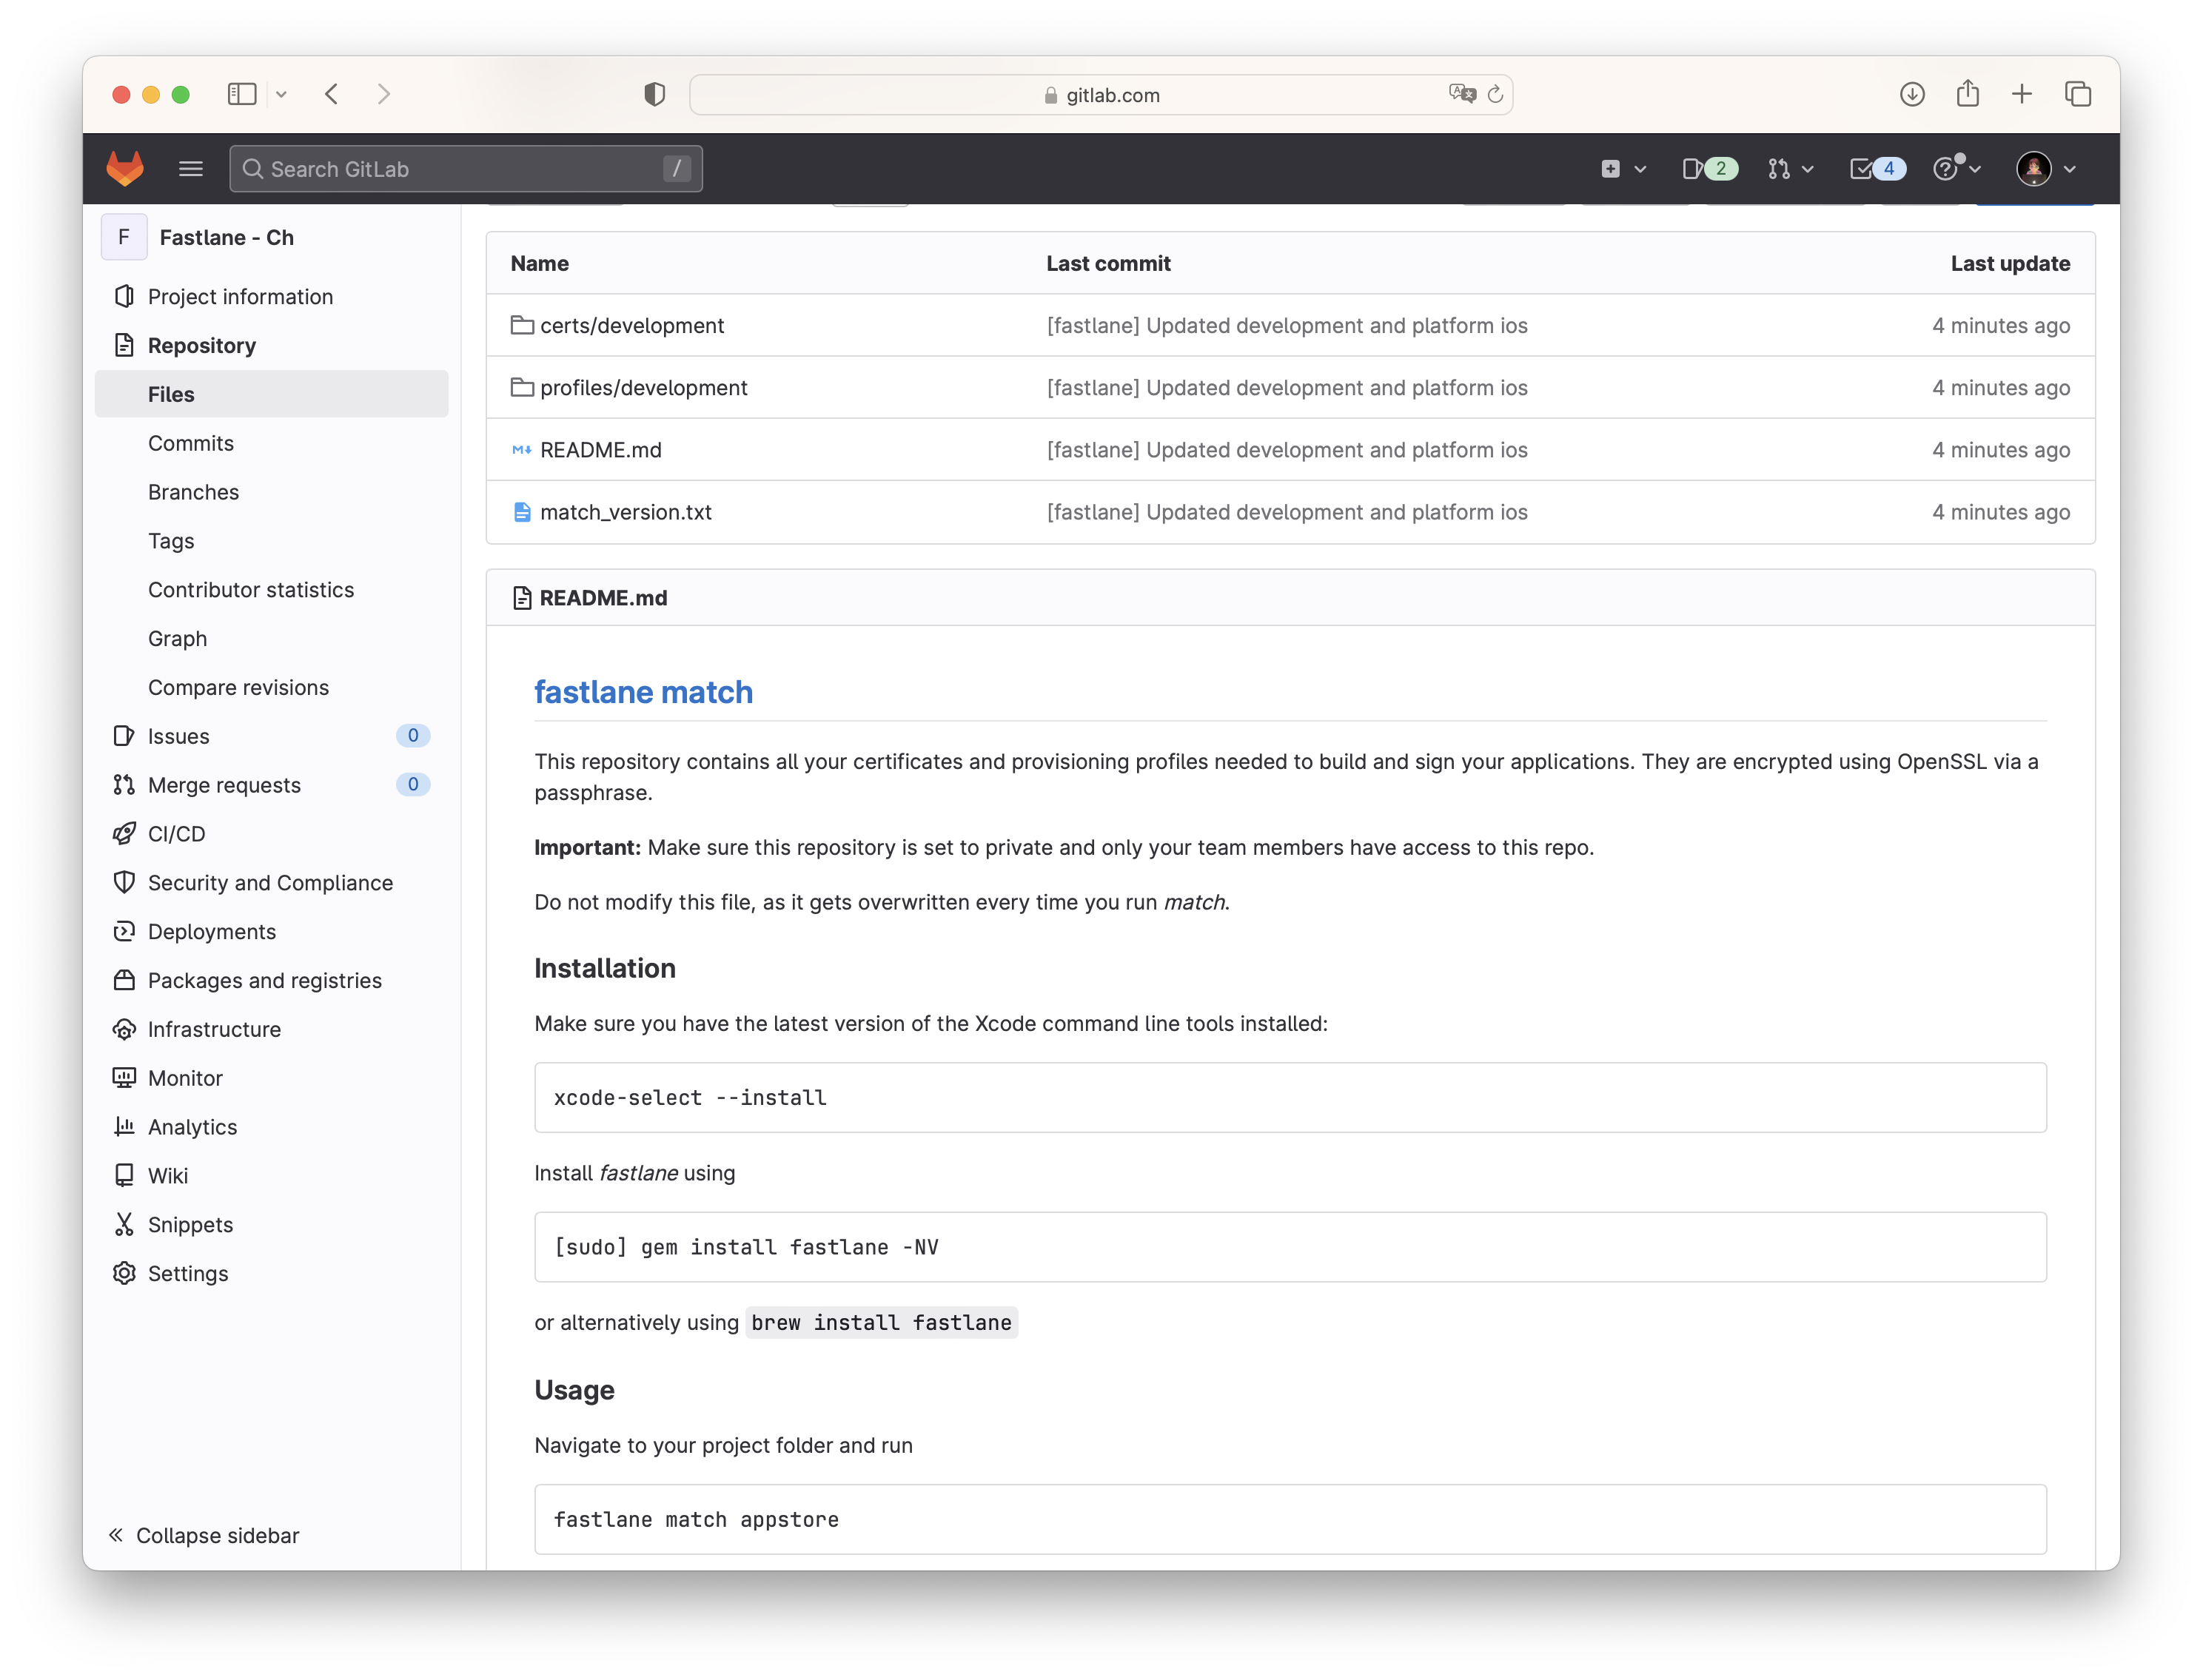 gitlab.com
Search GitLab
/
2
4
F
Fastlane - Ch
Project information
Repository
Files
Commits
Branches
Tags
Contributor statistics
Graph
Compare revisions
Issues
0
Merge requests
0
CI/CD
Security and Compliance
Deployments
Packages and registries
Infrastructure
Monitor
Analytics
Wiki
Snippets
Settings
Collapse sidebar
Name Last commit Last update
certs/development [fastlane] Updated development and platform ios 4 minutes ago
profiles/development [fastlane] Updated development and platform ios 4 minutes ago
README.md [fastlane] Updated development and platform ios 4 minutes ago
match_version.txt [fastlane] Updated development and platform ios 4 minutes ago
README.md
fastlane match
This repository contains all your certificates and provisioning profiles needed to build and sign your applications. They are encrypted using OpenSSL via a
passphrase.
Important: Make sure this repository is set to private and only your team members have access to this repo.
Do not modify this file, as it gets overwritten every time you run match.
Installation
Make sure you have the latest version of the Xcode command line tools installed:
xcode-select --install
Install fastlane using
[sudo] gem install fastlane -NV
or alternatively using brew install fastlane
Usage
Navigate to your project folder and run
fastlane match appstore